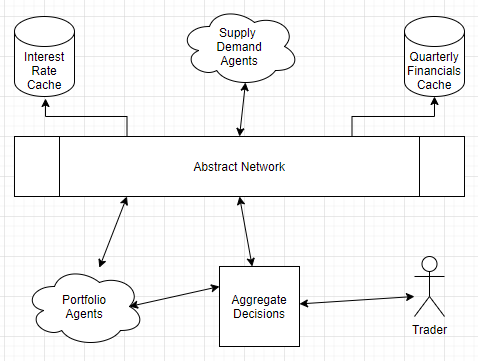 Interest
Rate
Cache
Supply
Demand
Agents
Quarterly
Financials
Cache
Abstract Network
Portfolio
Agents
Aggregate
Decisions
Trader